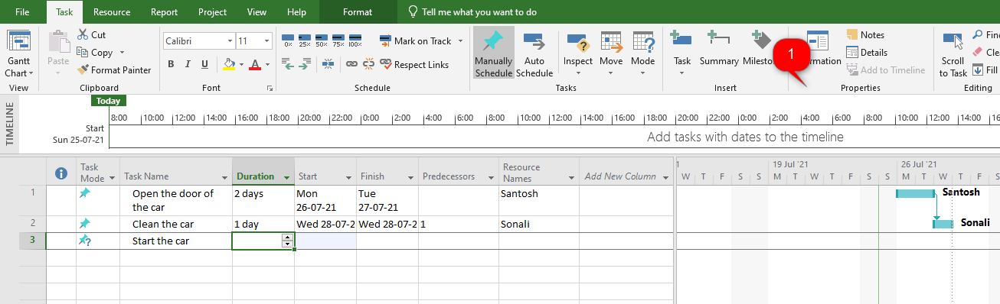 File Task Resource Report Project View Help Format Tell me what you want to do
Gantt
Chart
View
Paste
Cut
Copy
Format Painter
Clipboard
Calibri 11
B I U A
Font
0% 25% 50% 75% 100%
Mark on Track
Respect Links
Schedule
Manually
Schedule
Auto
Schedule
Inspect Move Mode
Tasks
Task Summary
Insert
1
Notes
Details
Add to Timeline
Properties
Scroll
to Task
Fill
Editing
TIMELINE
Today
Start
Sun 25-07-21
8:00 10:00 12:00 14:00 16:00 18:00 20:00 22:00 0:00 2:00 4:00 6:00 8:00 10:00 12:00 14:00 16:00 18:00 20:00 22:00 0:00 2:00 4:00 6:00 8:00 10:00 12:00 14:00
Add tasks with dates to the timeline
Task
Mode
Task Name
Duration
Start
Finish
Predecessors
Resource
Names
Add New Column
1 19 Jul '21 26 Jul '21
W T F S S M T W T F S S M T W T F S
1 Open the door of
the car
2 days
Mon
26-07-21
Tue
27-07-21
Santosh
Santosh
2 Clean the car 1 day Wed 28-07-2 Wed 28-07-2 1 Sonali
Sonali
3 ? Start the car